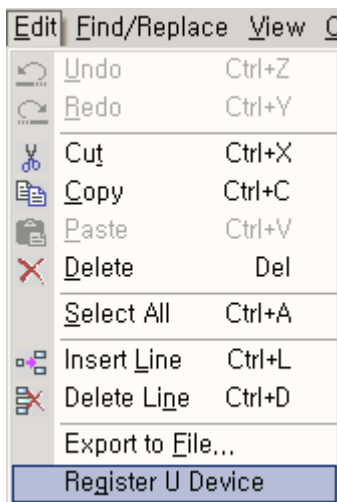 Edit Find/Replace View
Undo Ctrl+Z
Redo Ctrl+Y
Cut Ctrl+X
Copy Ctrl+C
Paste Ctrl+V
Delete Del
Select All Ctrl+A
Insert Line Ctrl+L
Delete Line Ctrl+D
Export to File...
Register U Device